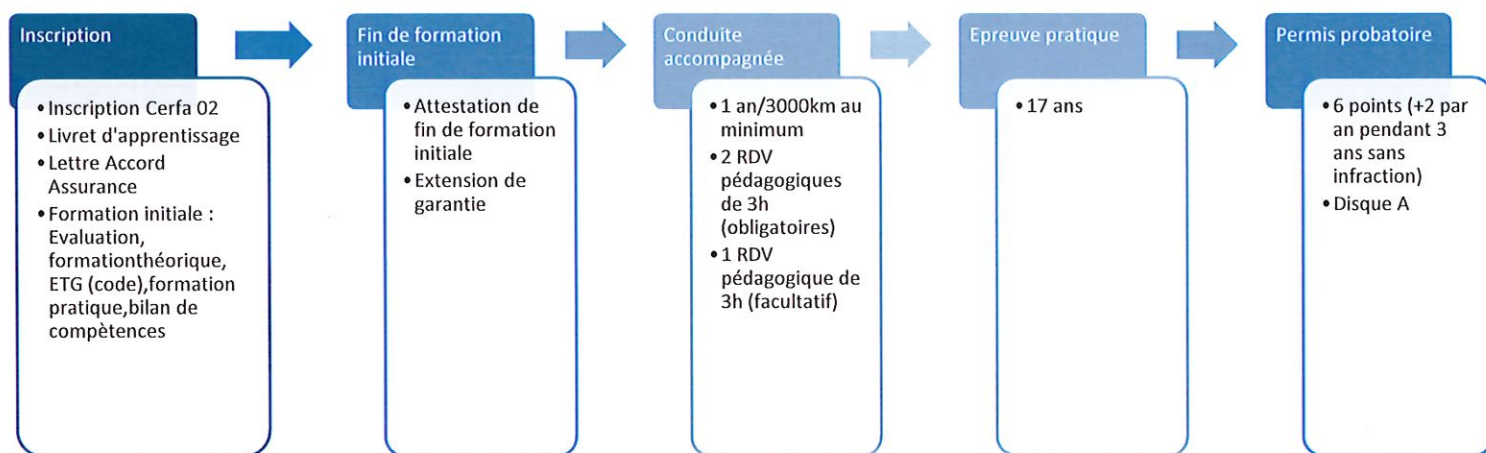 Inscription
• Inscription Cerfa 02
• Livret d'apprentissage
• Lettre Accord
Assurance
• Formation initiale :
Evaluation,
formationthéorique,
ETG (code),formation
pratique,bilan de
compètences
Fin de formation
initiale
• Attestation de
fin de formation
initiale
• Extension de
garantie
Conduite
accompagnée
• 1 an/3000km au
minimum
• 2 RDV
pédagogiques
de 3h
(obligatoires)
• 1 RDV
pédagogique de
3h (facultatif)
Epreuve pratique
• 17 ans
Permis probatoire
• 6 points (+2 par
an pendant 3
ans sans
infraction)
• Disque A